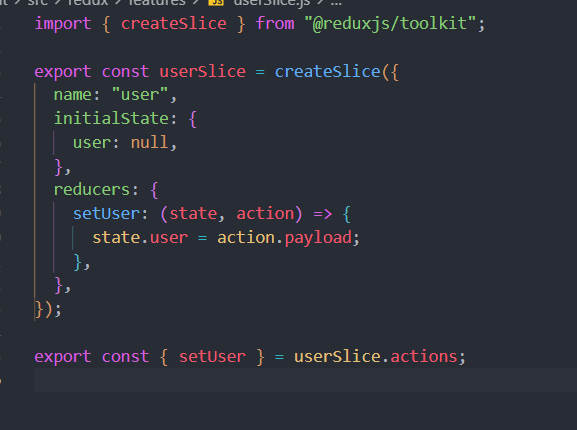 src > redux > features > JS userSlice.js > ...
import { createSlice } from "@reduxjs/toolkit";
export const userSlice = createSlice({
  name: "user",
  initialState: {
    user: null,
  },
  reducers: {
    setUser: (state, action) => {
      state.user = action.payload;
    },
  },
});
export const { setUser } = userSlice.actions;